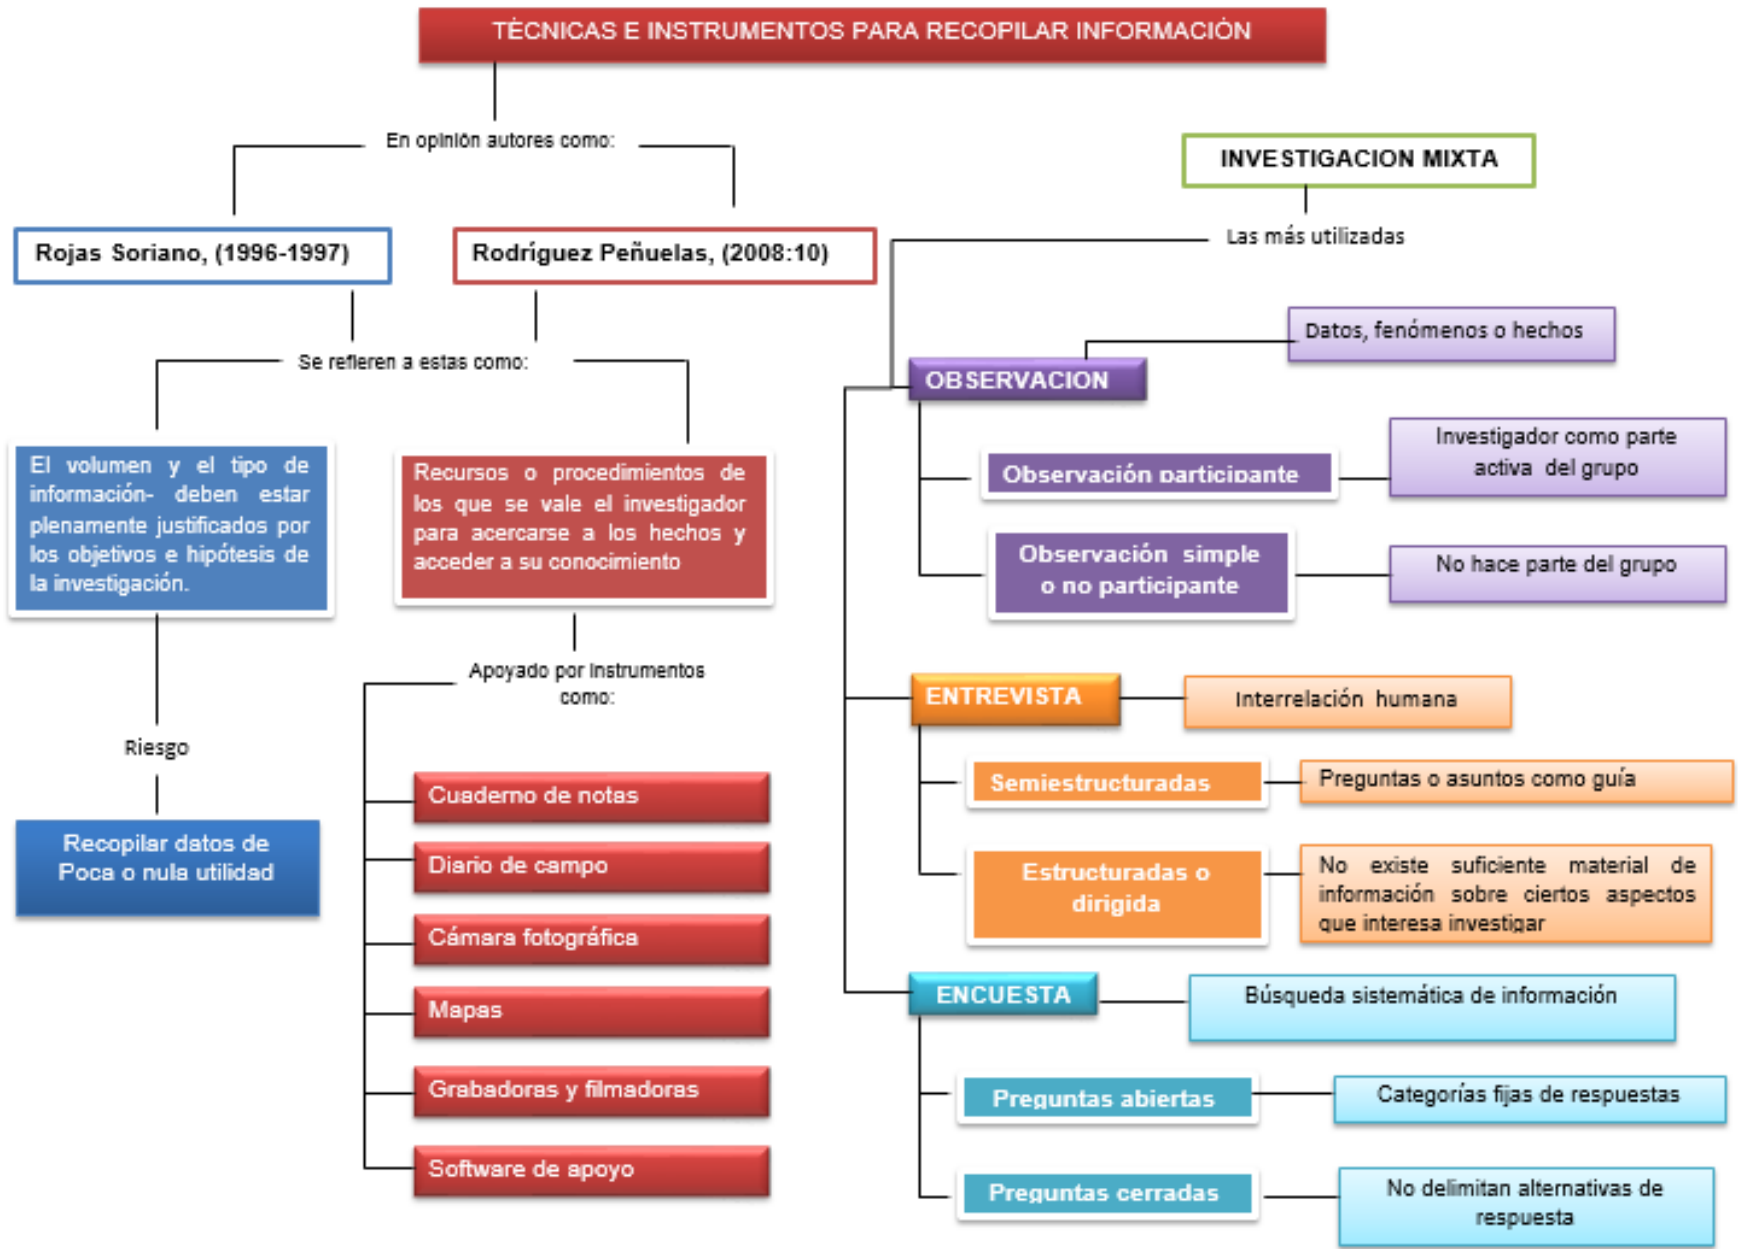 TÉCNICAS E INSTRUMENTOS PARA RECOPILAR INFORMACIÓN
En opinión autores como:
Rojas Soriano, (1996-1997)
Rodríguez Peñuelas, (2008:10)
Se refieren a estas como:
El volumen y el tipo de
información- deben estar
plenamente justificados por
los objetivos e hipótesis de
la investigación.
Recursos o procedimientos de
los que se vale el investigador
para acercarse a los hechos y
acceder a su conocimiento
Riesgo
Recopilar datos de
Poca o nula utilidad
Apoyado por instrumentos
como:
Cuaderno de notas
Diario de campo
Cámara fotográfica
Mapas
Grabadoras y filmadoras
Software de apoyo
INVESTIGACION MIXTA
Las más utilizadas
OBSERVACION
Datos, fenómenos o hechos
Observación participante
Investigador como parte
activa del grupo
Observación simple
o no participante
No hace parte del grupo
ENTREVISTA
Interrelación humana
Semiestructuradas
Preguntas o asuntos como guía
Estructuradas o
dirigida
No existe suficiente material de
información sobre ciertos aspectos
que interesa investigar
ENCUESTA
Búsqueda sistemática de información
Preguntas abiertas
Categorías fijas de respuestas
Preguntas cerradas
No delimitan alternativas de
respuesta